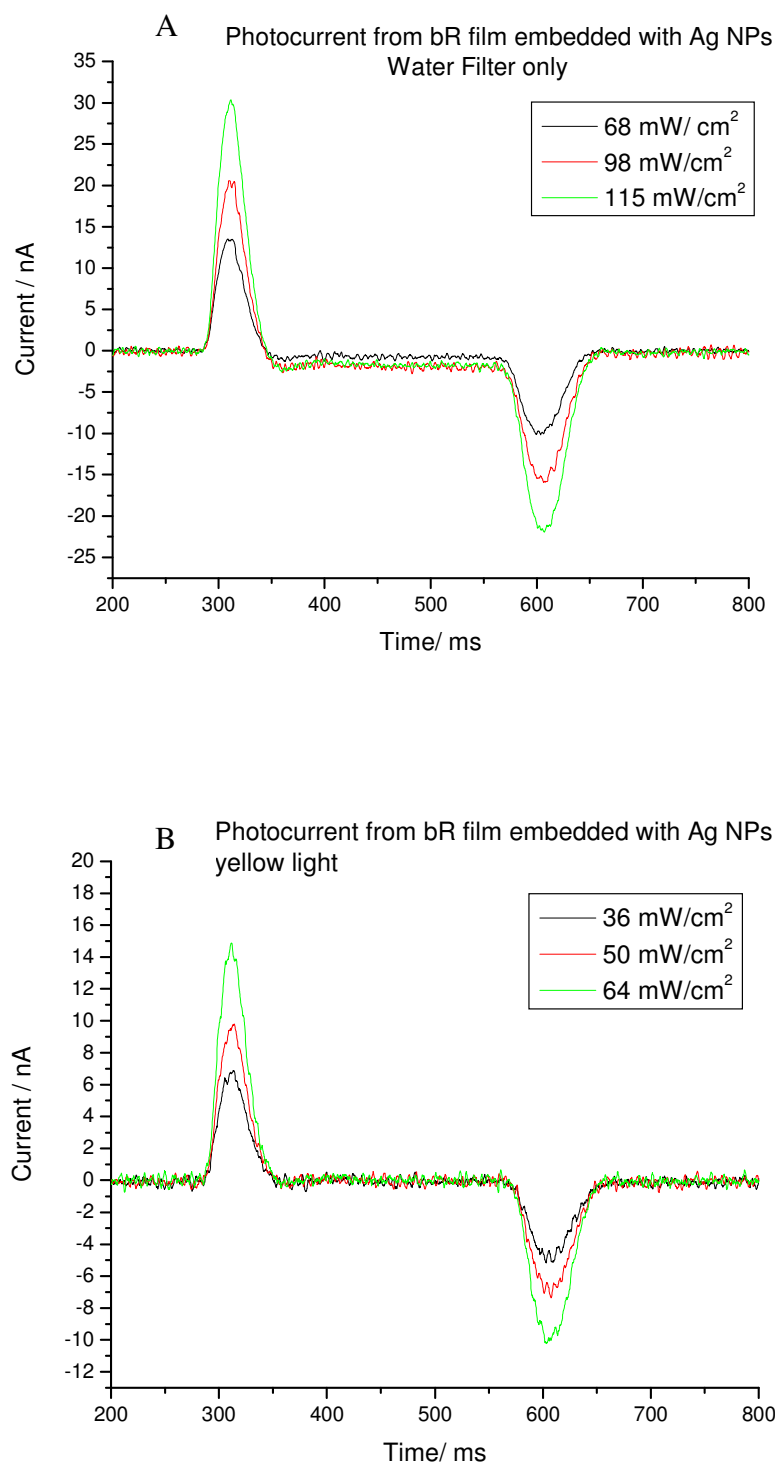 A
Photocurrent from bR film embedded with Ag NPs
Water Filter only
68 mW/ cm²
98 mW/cm²
115 mW/cm²
35
30
25
20
15
10
5
0
-5
-10
-15
-20
-25
Current / nA
200 300 400 500 600 700 800
Time/ ms
B
Photocurrent from bR film embedded with Ag NPs
yellow light
36 mW/cm²
50 mW/cm²
64 mW/cm²
20
18
16
14
12
10
8
6
4
2
0
-2
-4
-6
-8
-10
-12
Current / nA
200 300 400 500 600 700 800
Time/ ms